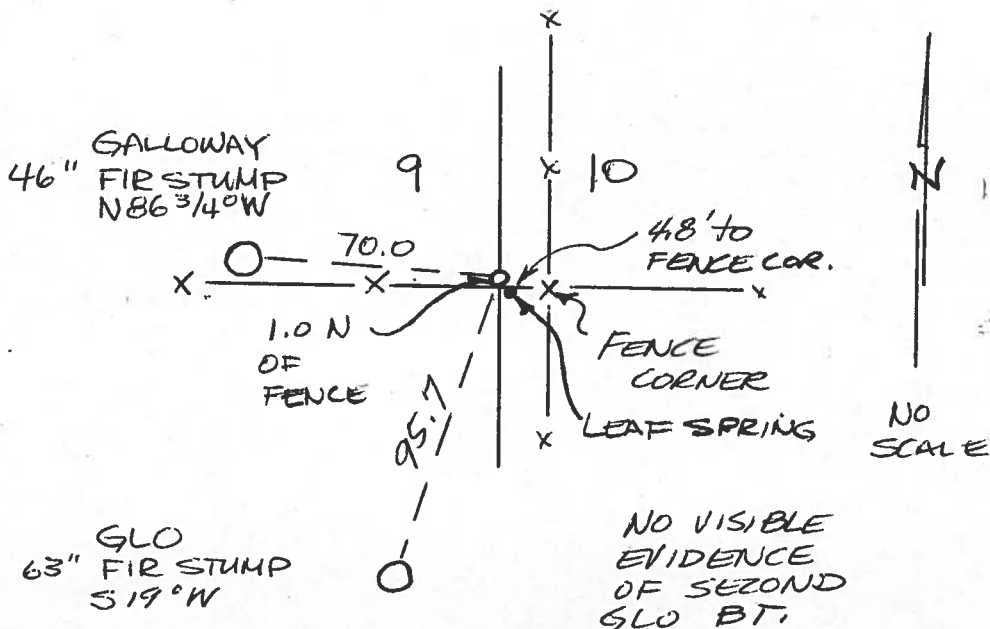 GALLOWAY
46" FIR STUMP
N86 3/4° W
9
10
N
70.0
4.8' to
FENCE COR.
1.0 N
OF
FENCE
FENCE
CORNER
LEAF SPRING
95.7
NO
SCALE
GLO
63" FIR STUMP
S 19° W
NO VISIBLE
EVIDENCE
OF SEZOND
GLO BT.